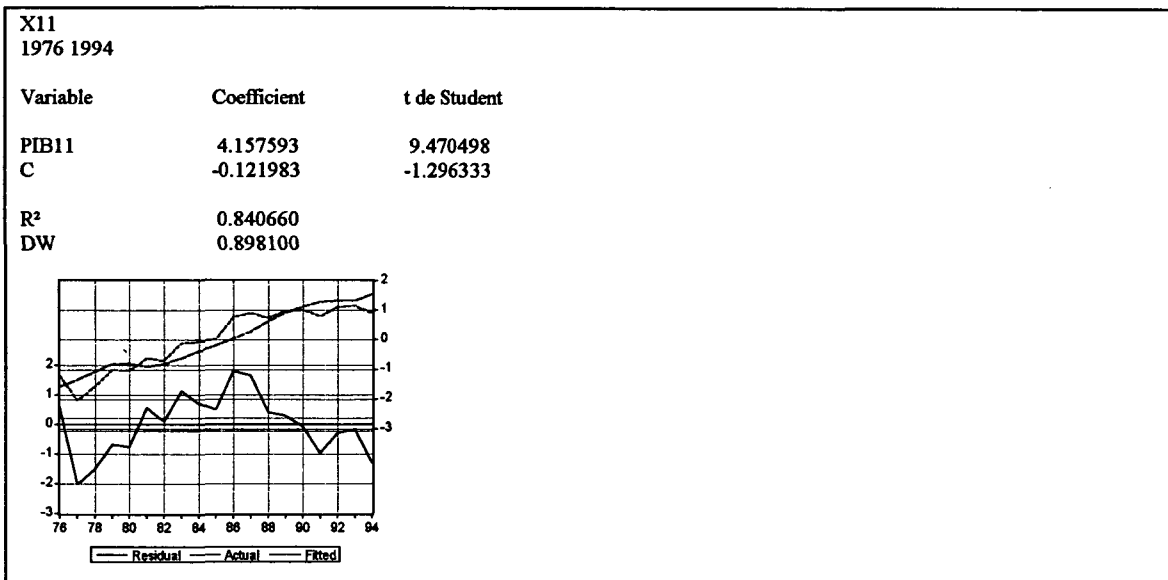 X11
1976 1994
Variable Coefficient t de Student
PIB11 4.157593 9.470498
C -0.121983 -1.296333
R² 0.840660
DW 0.898100
2
1
0
-1
-2
-3
2
1
0
-1
-2
-3
76 78 80 82 84 86 88 90 92 94
Residual Actual Fitted